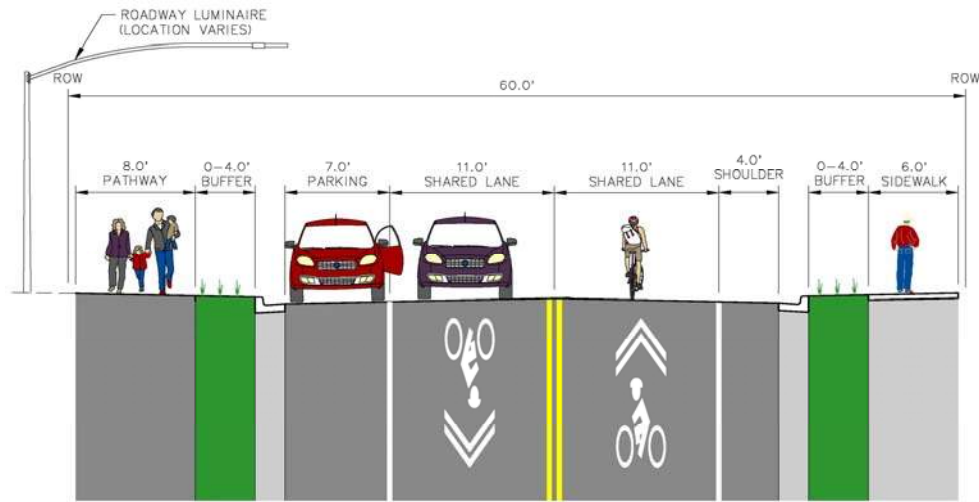 ROADWAY LUMINAIRE
(LOCATION VARIES)
ROW
ROW
60.0'
8.0'
PATHWAY
0-4.0'
BUFFER
7.0'
PARKING
11.0'
SHARED LANE
11.0'
SHARED LANE
4.0'
SHOULDER
0-4.0'
BUFFER
6.0'
SIDEWALK